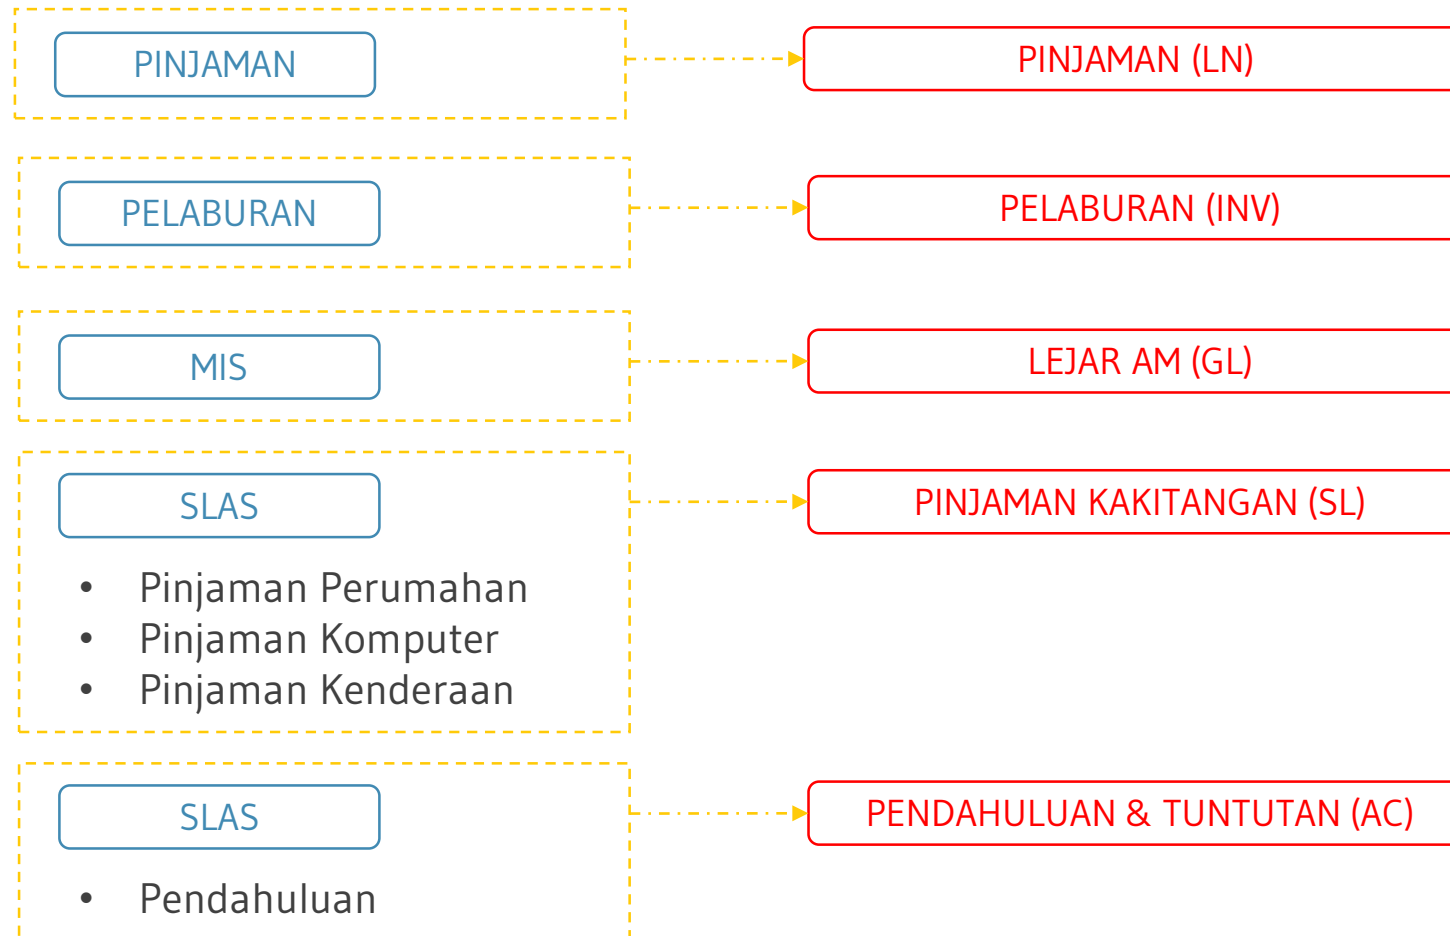 PINJAMAN
PINJAMAN (LN)
PELABURAN
PELABURAN (INV)
MIS
LEJAR AM (GL)
SLAS
PINJAMAN KAKITANGAN (SL)
• Pinjaman Perumahan
• Pinjaman Komputer
• Pinjaman Kenderaan
SLAS
PENDAHULUAN & TUNTUTAN (AC)
• Pendahuluan